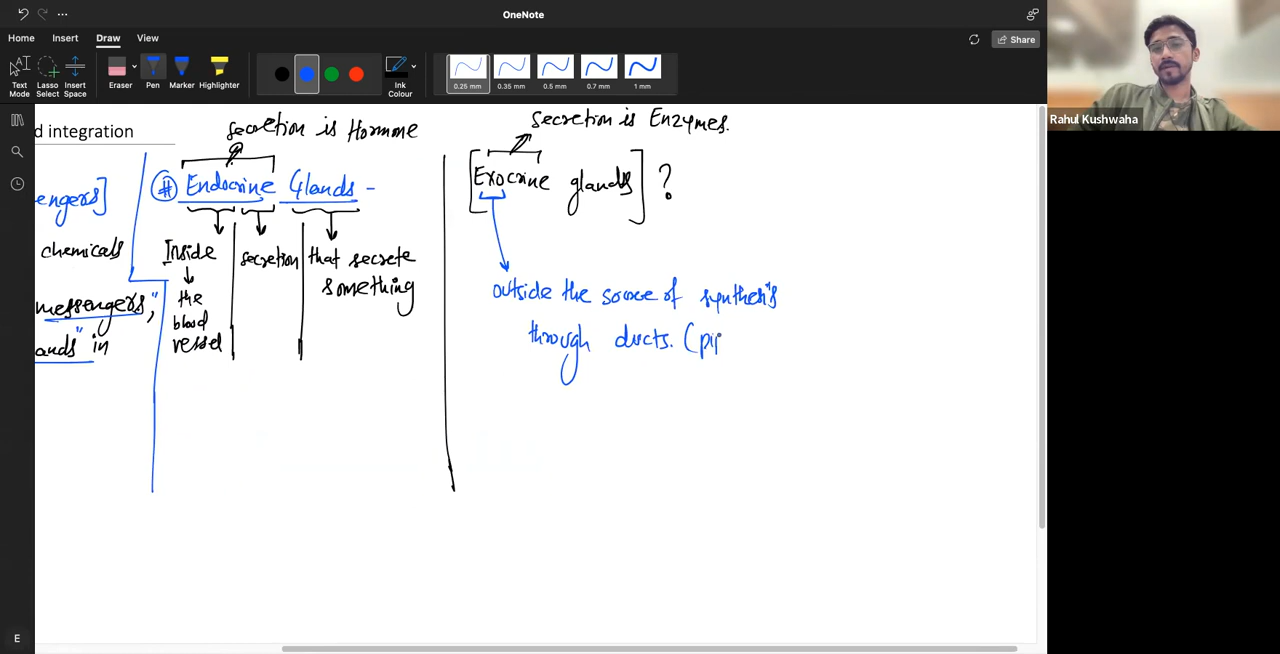 OneNote
Home Insert Draw View
Share
Text Mode
Lasso Select
Insert Space
Eraser
Pen
Marker
Highlighter
Ink Colour
0.25 mm 0.35 mm 0.5 mm 0.7 mm 1 mm
Rahul Kushwaha
d integration
engers]
chemicals
messengers,"
ands" in
secretion is Hormone
# Endocrine Glands -
Inside
the
blood
vessel
secretion
that secrete
something
secretion is Enzymes.
[Exocrine glands] ?
outside the source of synthesis
through ducts. (pip
E